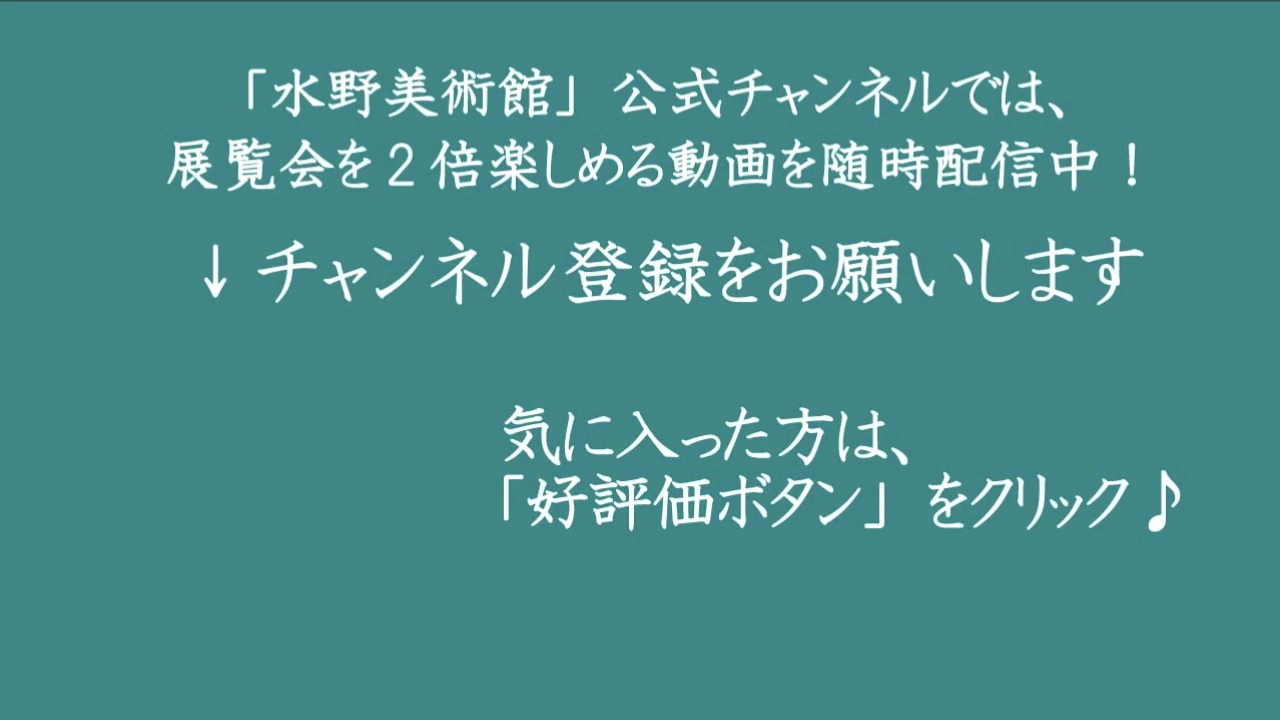 「水野美術館」公式チャンネルでは、
展覧会を2倍楽しめる動画を随時配信中！
↓チャンネル登録をお願いします
気に入った方は、
「好評価ボタン」をクリック♪